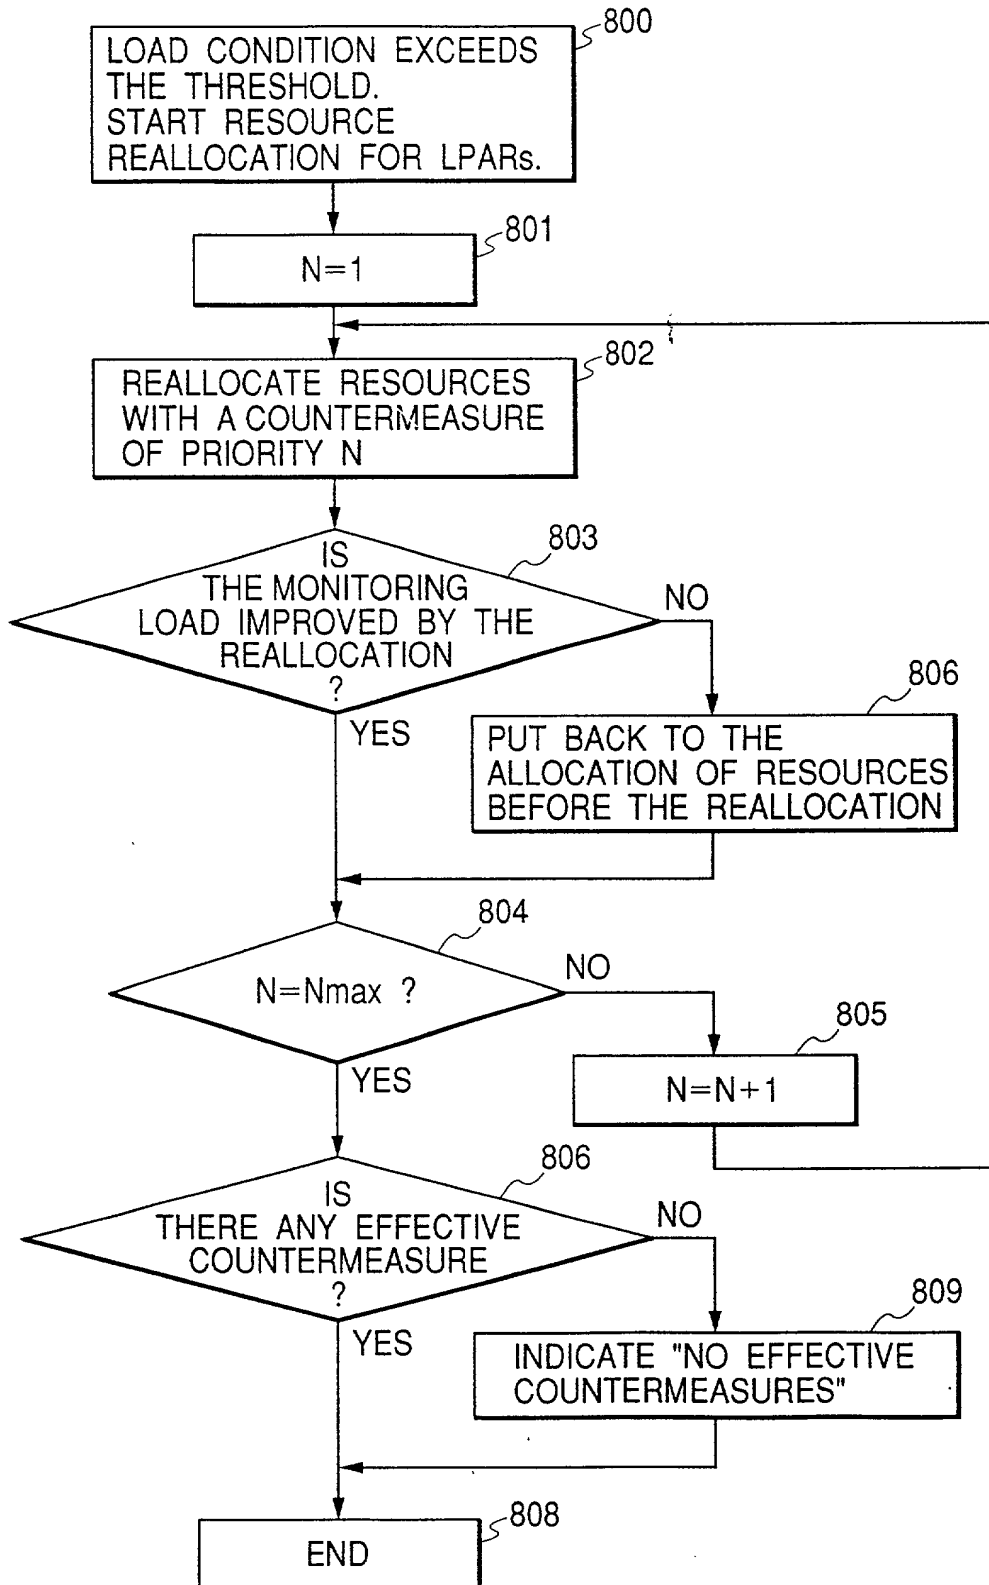 800
LOAD CONDITION EXCEEDS
THE THRESHOLD.
START RESOURCE
REALLOCATION FOR LPARs.
801
N=1
802
REALLOCATE RESOURCES
WITH A COUNTERMEASURE
OF PRIORITY N
803
IS
THE MONITORING
LOAD IMPROVED BY THE
REALLOCATION
?
NO
YES
806
PUT BACK TO THE
ALLOCATION OF RESOURCES
BEFORE THE REALLOCATION
804
N=Nmax ?
NO
YES
805
N=N+1
806
IS
THERE ANY EFFECTIVE
COUNTERMEASURE
?
NO
YES
809
INDICATE "NO EFFECTIVE
COUNTERMEASURES"
808
END